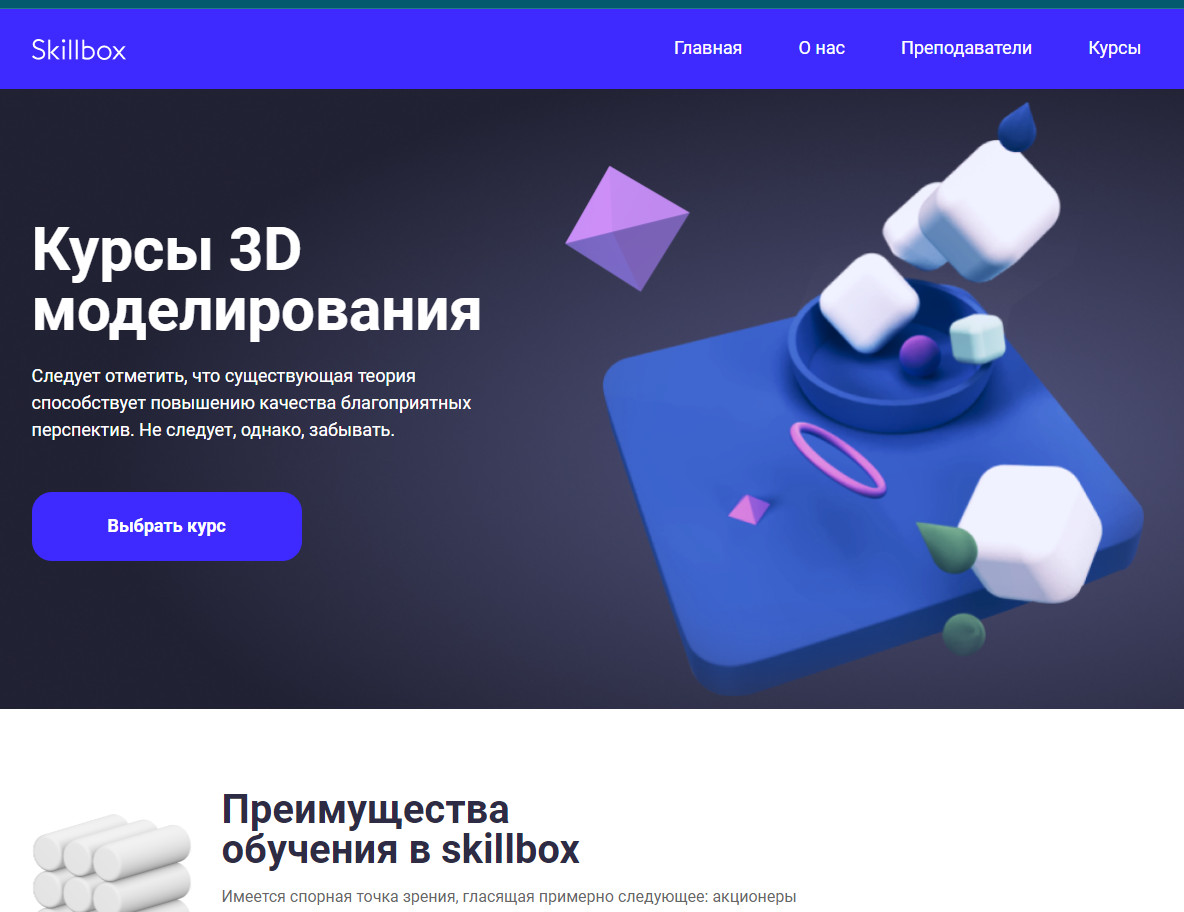 Skillbox
Главная
О нас
Преподаватели
Курсы
Курсы 3D
моделирования
Следует отметить, что существующая теория
способствует повышению качества благоприятных
перспектив. Не следует, однако, забывать.
Выбрать курс
Преимущества
обучения в skillbox
Имеется спорная точка зрения, гласящая примерно следующее: акционеры